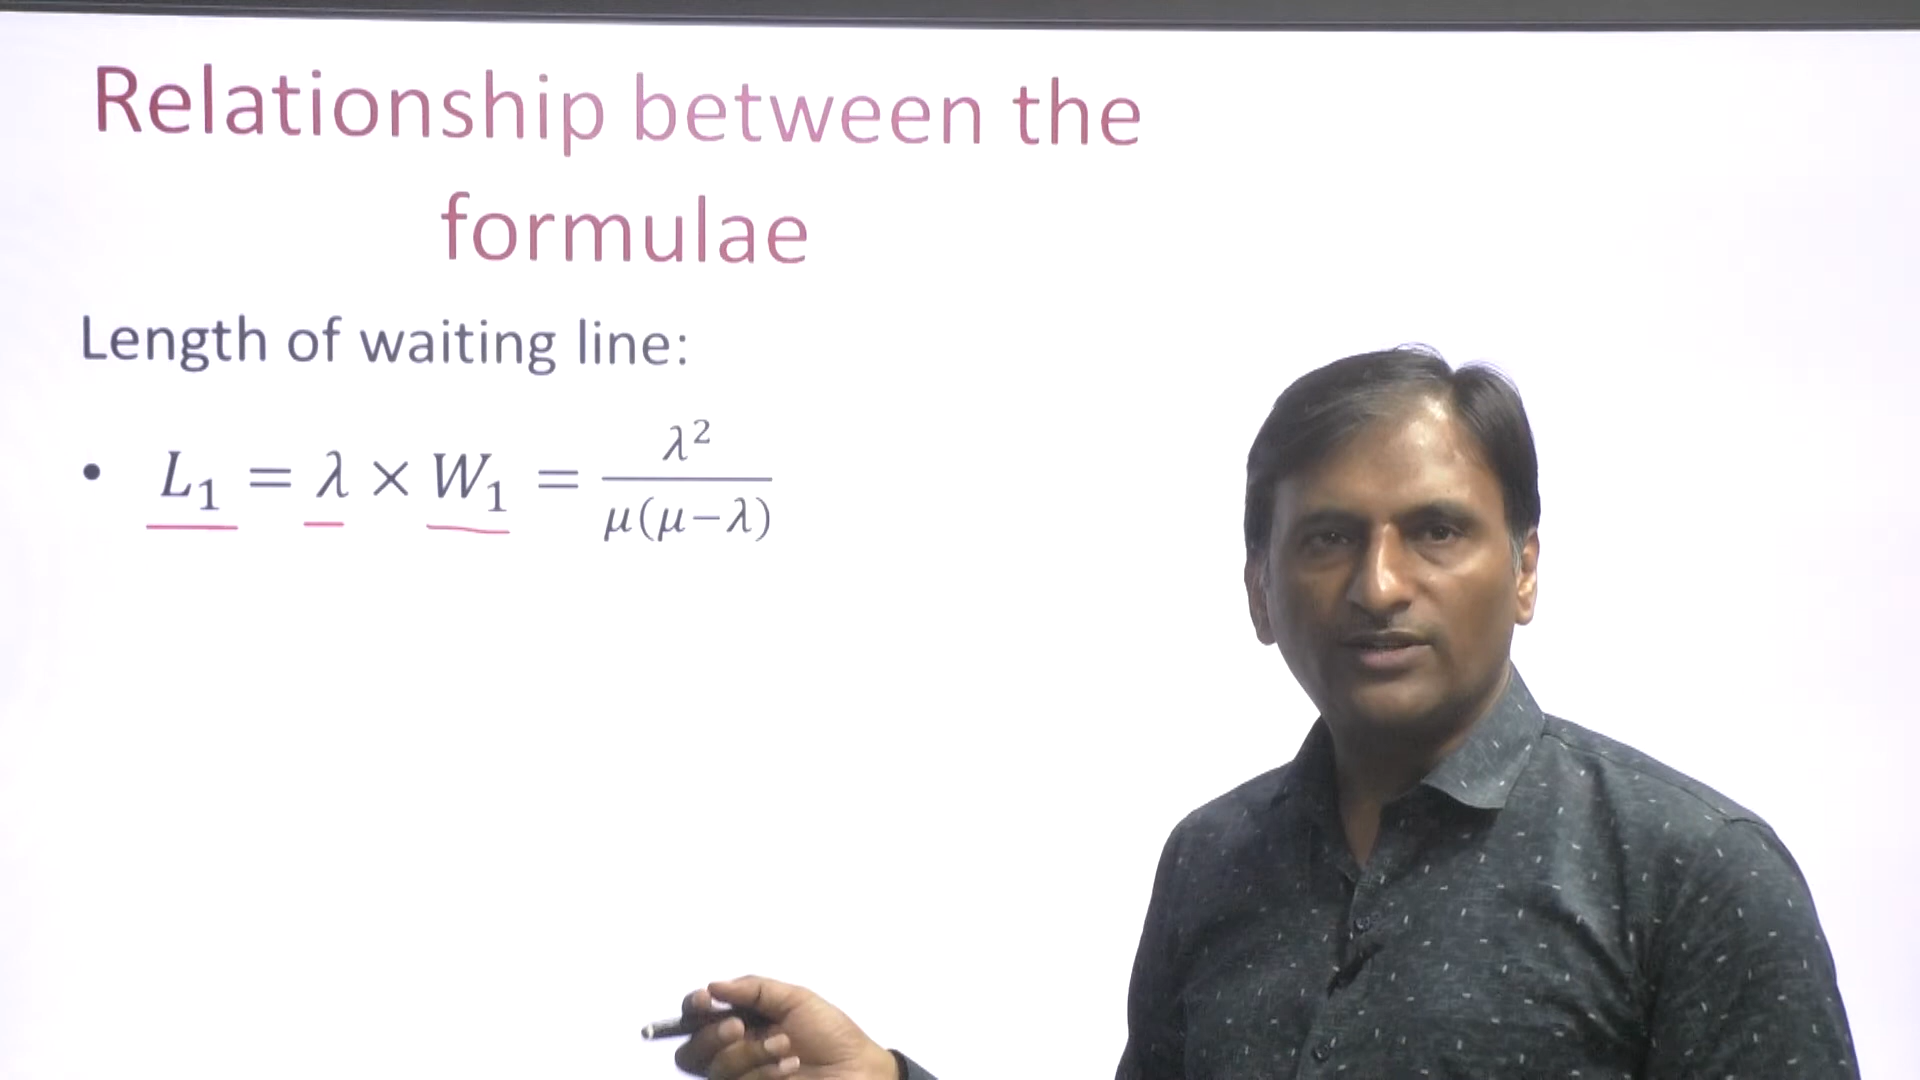 Relationship between the
formulae
Length of waiting line:
• L₁ = λ × W₁ = λ² / μ(μ−λ)